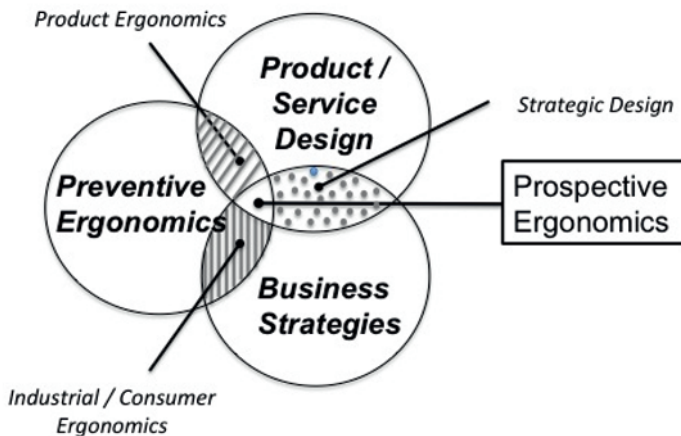 Product Ergonomics
Product /
Service
Design
Strategic Design
Preventive
Ergonomics
Prospective
Ergonomics
Business
Strategies
Industrial / Consumer
Ergonomics